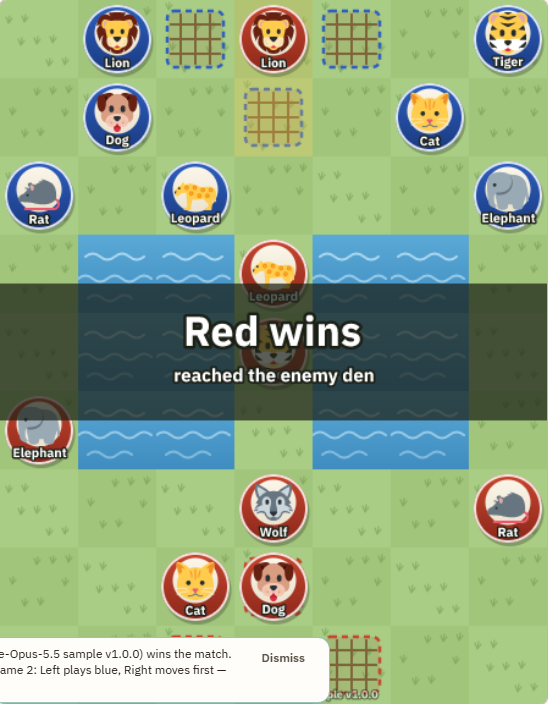 Lion
Lion
Tiger
Dog
Cat
Rat
Leopard
Elephant
Leopard
Red wins
reached the enemy den
Elephant
Wolf
Rat
Cat
Dog
e-Opus-5.5 sample v1.0.0) wins the match.
Dismiss
ame 2: Left plays blue, Right moves first —
ple v1.0.0